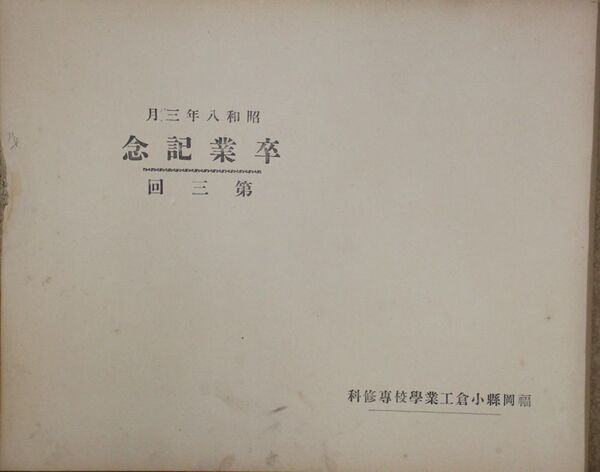 昭和八年三月
卒業記念
第三回
福岡縣小倉工業學校專修科